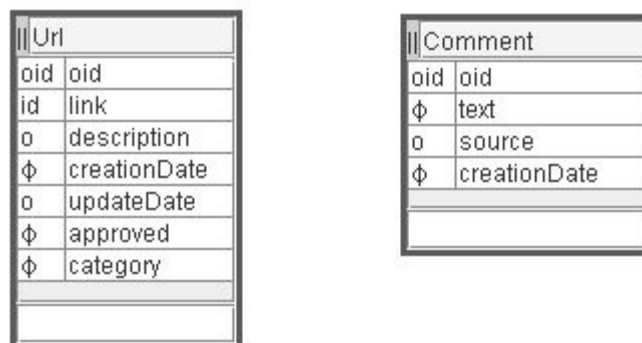 || Url
oid oid
id link
o description
ϕ creationDate
o updateDate
ϕ approved
ϕ category
|| Comment
oid oid
ϕ text
o source
ϕ creationDate